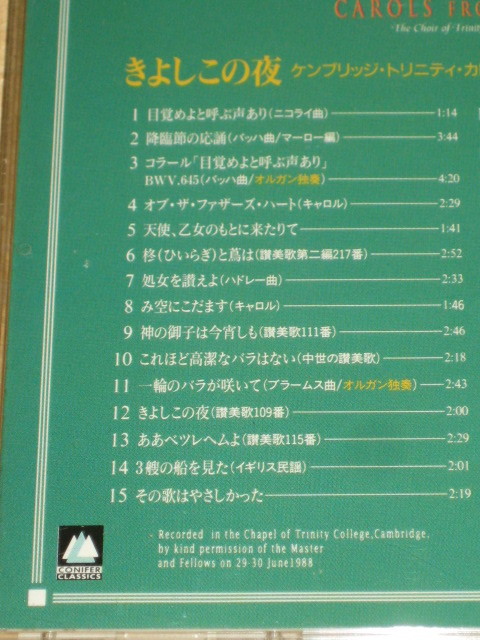 CAROLS FRO
The Choir of Trinity
きよしこの夜 ケンブリッジ・トリニティ・カ
1 目覚めよと呼ぶ声あり(ニコライ曲) 1:14
2 降臨節の応誦(バッハ曲/マーロー編) 3:44
3 コラール「目覚めよと呼ぶ声あり」
BWV.645(バッハ曲/オルガン独奏) 4:20
4 オブ・ザ・ファザーズ・ハート(キャロル) 2:29
5 天使、乙女のもとに来たりて 1:41
6 柊(ひいらぎ)と蔦は(讃美歌第二編217番) 2:52
7 処女を讃えよ(ハドレー曲) 2:33
8 み空にこだます(キャロル) 1:46
9 神の御子は今宵しも(讃美歌111番) 2:46
10 これほど高潔なバラはない(中世の讃美歌) 2:18
11 一輪のバラが咲いて(ブラームス曲/オルガン独奏) 2:43
12 きよしこの夜(讃美歌109番) 2:00
13 ああベツレヘムよ(讃美歌115番) 2:29
14 3艘の船を見た(イギリス民謡) 2:01
15 その歌はやさしかった 2:19
Recorded in the Chapel of Trinity College,Cambridge.
by kind permission of the Master
and Fellows on 29-30 June1988
CONIFER
CLASSICS